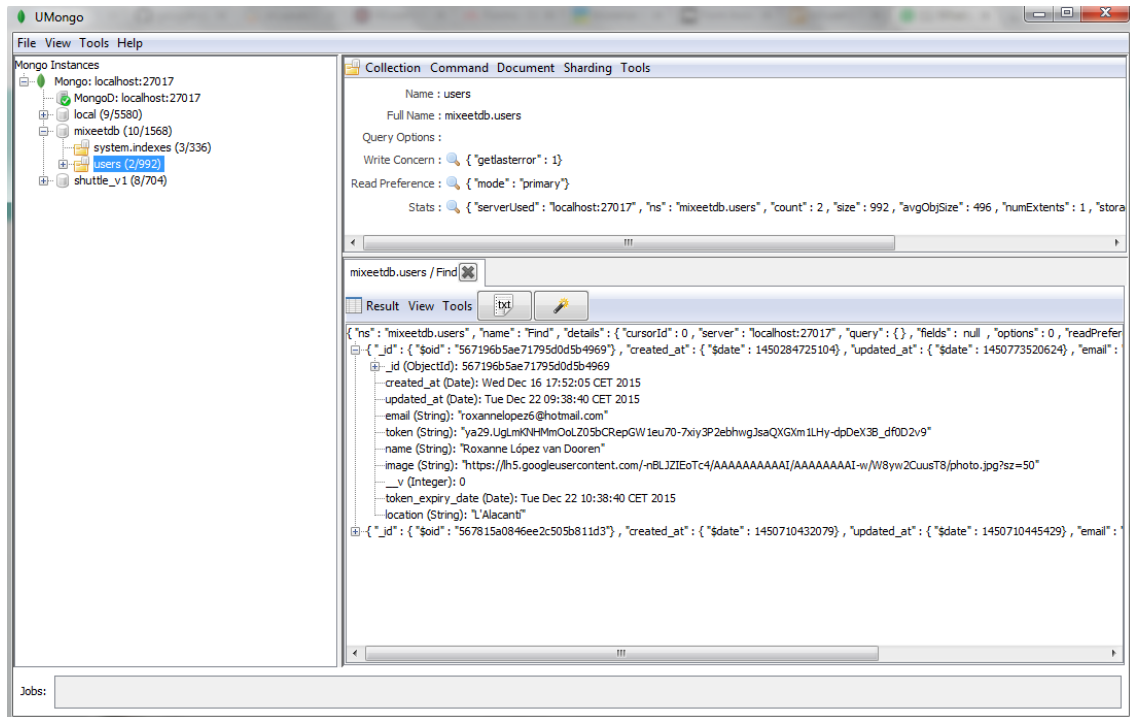 UMongo
File View Tools Help
Mongo Instances
Mongo: localhost:27017
MongoD: localhost:27017
local (9/5580)
mixeetdb (10/1568)
system.indexes (3/336)
users (2/992)
shuttle_v1 (8/704)
Collection Command Document Sharding Tools
Name : users
Full Name : mixeetdb.users
Query Options :
Write Concern : { "getlasterror" : 1}
Read Preference : { "mode" : "primary"}
Stats : { "serverUsed" : "localhost:27017" , "ns" : "mixeetdb.users" , "count" : 2 , "size" : 992 , "avgObjSize" : 496 , "numExtents" : 1 , "stora
mixeetdb.users / Find
Result View Tools txt
{ "ns" : "mixeetdb.users" , "name" : "Find" , "details" : { "cursorId" : 0 , "server" : "localhost:27017" , "query" : { } , "fields" : null , "options" : 0 , "readPrefer
{ "_id" : { "$oid" : "567196b5ae71795d0d5b4969"} , "created_at" : { "$date" : 1450284725104} , "updated_at" : { "$date" : 1450773520624} , "email" : "
_id (ObjectId): 567196b5ae71795d0d5b4969
created_at (Date): Wed Dec 16 17:52:05 CET 2015
updated_at (Date): Tue Dec 22 09:38:40 CET 2015
email (String): "roxannelopez6@hotmail.com"
token (String): "ya29.UgLmKNHMmOoLZ05bCRepGW1eu70-7xiy3P2ebhwgJsaQXGXm1LHy-dpDeX3B_df0D2v9"
name (String): "Roxanne López van Dooren"
image (String): "https://lh5.googleusercontent.com/-nBLJZIEoTc4/AAAAAAAAAAI/AAAAAAAAAAI-w/W8yw2CuusT8/photo.jpg?sz=50"
__v (Integer): 0
token_expiry_date (Date): Tue Dec 22 10:38:40 CET 2015
location (String): "L'Alacantí"
{ "_id" : { "$oid" : "567815a0846ee2c505b811d3"} , "created_at" : { "$date" : 1450710432079} , "updated_at" : { "$date" : 1450710445429} , "email" : "
Jobs: